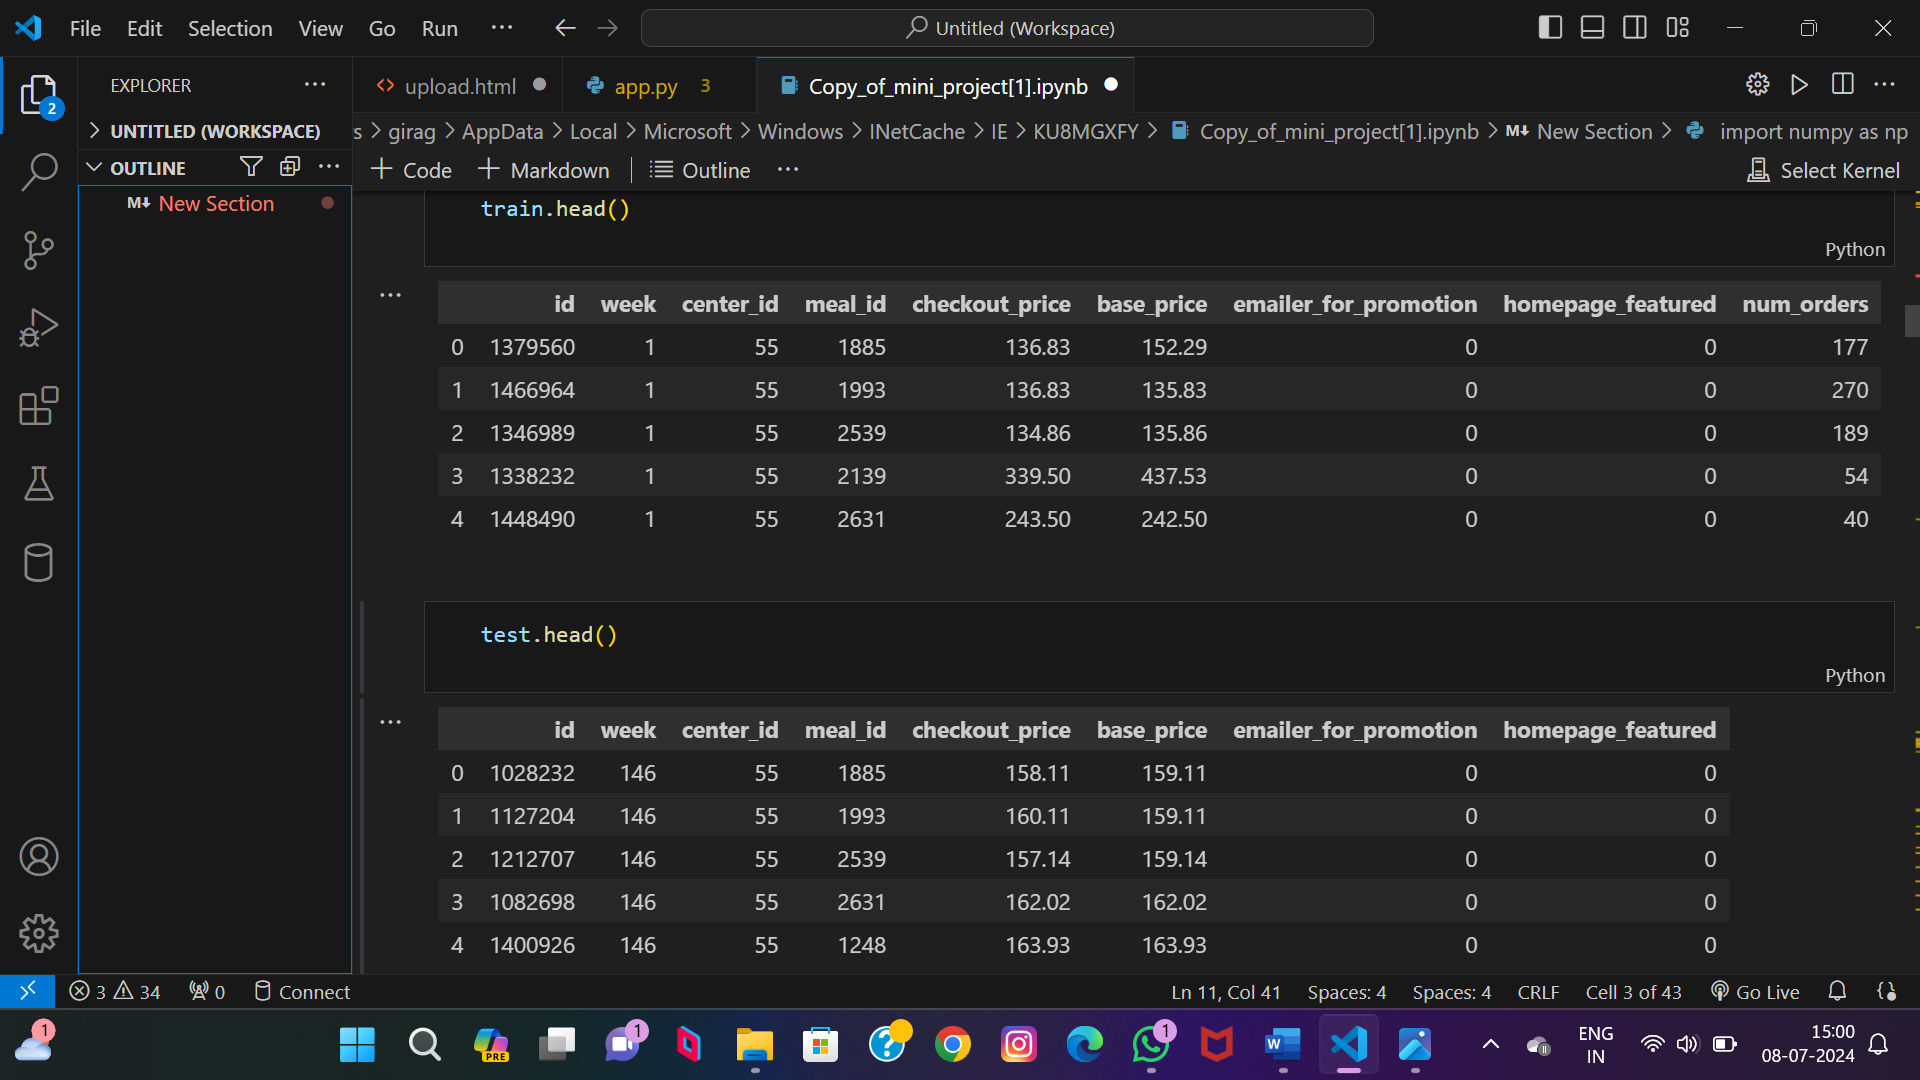 File Edit Selection View Go Run ··· Untitled (Workspace)
EXPLORER ··· upload.html app.py 3 Copy_of_mini_project[1].ipynb ···
2
UNTITLED (WORKSPACE) s > girag > AppData > Local > Microsoft > Windows > INetCache > IE > KU8MGXFY > Copy_of_mini_project[1].ipynb > M↓ New Section > import numpy as np
OUTLINE ··· + Code + Markdown | Outline ··· Select Kernel
M↓ New Section
train.head()
Python
id week center_id meal_id checkout_price base_price emailer_for_promotion homepage_featured num_orders
0 1379560 1 55 1885 136.83 152.29 0 0 177
1 1466964 1 55 1993 136.83 135.83 0 0 270
2 1346989 1 55 2539 134.86 135.86 0 0 189
3 1338232 1 55 2139 339.50 437.53 0 0 54
4 1448490 1 55 2631 243.50 242.50 0 0 40
test.head()
Python
id week center_id meal_id checkout_price base_price emailer_for_promotion homepage_featured
0 1028232 146 55 1885 158.11 159.11 0 0
1 1127204 146 55 1993 160.11 159.11 0 0
2 1212707 146 55 2539 157.14 159.14 0 0
3 1082698 146 55 2631 162.02 162.02 0 0
4 1400926 146 55 1248 163.93 163.93 0 0
3 34 0 Connect Ln 11, Col 41 Spaces: 4 Spaces: 4 CRLF Cell 3 of 43 Go Live
1 PRE 1 1 W ENG 15:00
IN 08-07-2024